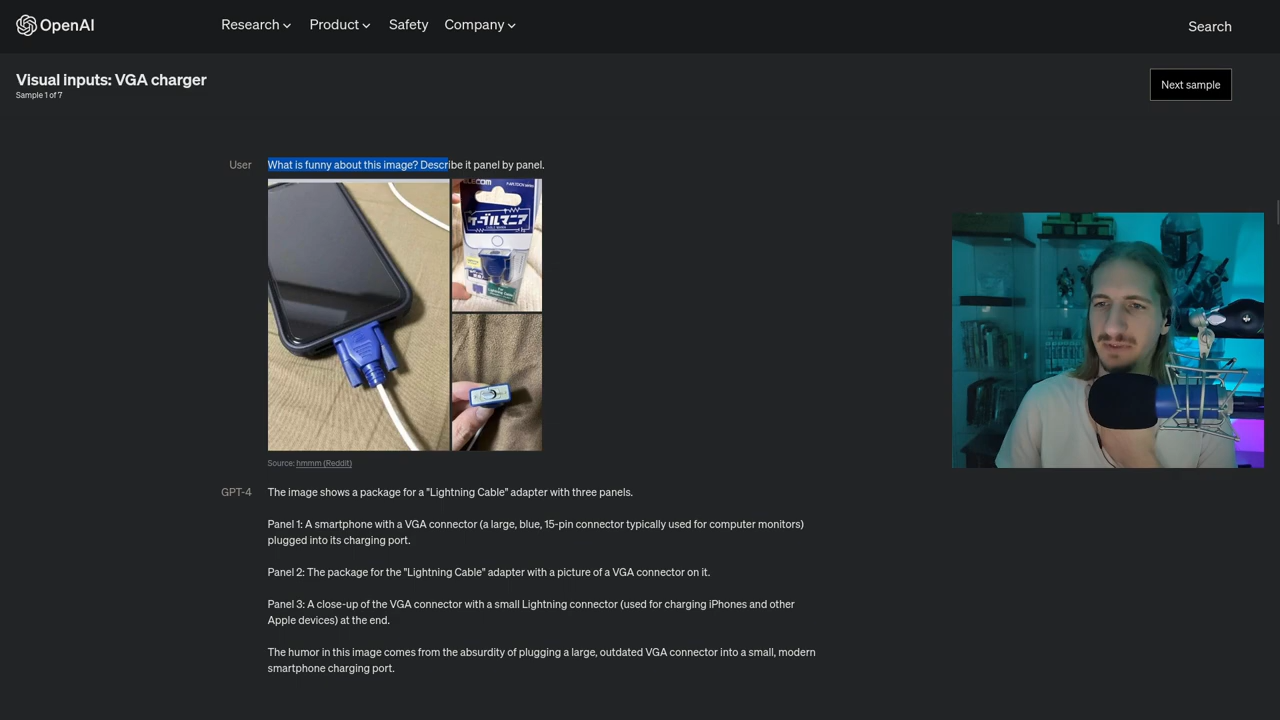 OpenAI
Research
Product
Safety
Company
Search
Visual inputs: VGA charger
Sample 1 of 7
Next sample
User
What is funny about this image? Describe it panel by panel.
ケーブルマニア
Source: hmmm (Reddit)
GPT-4
The image shows a package for a "Lightning Cable" adapter with three panels.
Panel 1: A smartphone with a VGA connector (a large, blue, 15-pin connector typically used for computer monitors)
plugged into its charging port.
Panel 2: The package for the "Lightning Cable" adapter with a picture of a VGA connector on it.
Panel 3: A close-up of the VGA connector with a small Lightning connector (used for charging iPhones and other
Apple devices) at the end.
The humor in this image comes from the absurdity of plugging a large, outdated VGA connector into a small, modern
smartphone charging port.